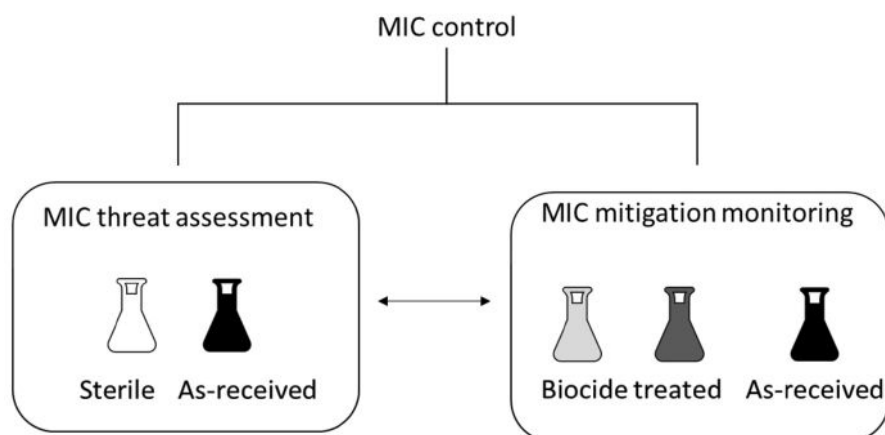 MIC control
MIC threat assessment
Sterile As-received
MIC mitigation monitoring
Biocide treated As-received